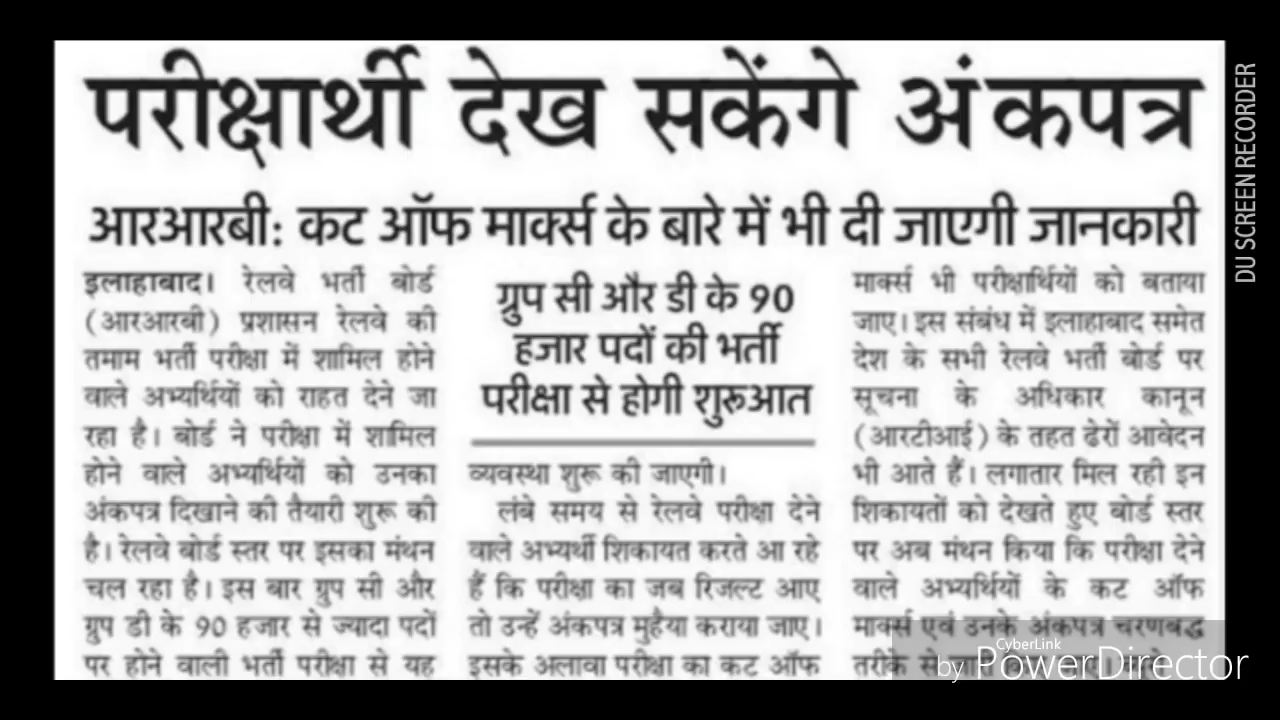 परीक्षार्थी देख सकेंगे अंकपत्र
आरआरबी: कट ऑफ मार्क्स के बारे में भी दी जाएगी जानकारी
इलाहाबाद। रेलवे भर्ती बोर्ड
(आरआरबी) प्रशासन रेलवे की
तमाम भर्ती परीक्षा में शामिल होने
वाले अभ्यर्थियों को राहत देने जा
रहा है। बोर्ड ने परीक्षा में शामिल
होने वाले अभ्यर्थियों को उनका
अंकपत्र दिखाने की तैयारी शुरू की
है। रेलवे बोर्ड स्तर पर इसका मंथन
चल रहा है। इस बार ग्रुप सी और
ग्रुप डी के 90 हजार से ज्यादा पदों
पर होने वाली भर्ती परीक्षा से यह
ग्रुप सी और डी के 90
हजार पदों की भर्ती
परीक्षा से होगी शुरूआत
व्यवस्था शुरू की जाएगी।
लंबे समय से रेलवे परीक्षा देने
वाले अभ्यर्थी शिकायत करते आ रहे
हैं कि परीक्षा का जब रिजल्ट आए
तो उन्हें अंकपत्र मुहैया कराया जाए।
इसके अलावा परीक्षा का कट ऑफ
मार्क्स भी परीक्षार्थियों को बताया
जाए। इस संबंध में इलाहाबाद समेत
देश के सभी रेलवे भर्ती बोर्ड पर
सूचना के अधिकार कानून
(आरटीआई) के तहत ढेरों आवेदन
भी आते हैं। लगातार मिल रही इन
शिकायतों को देखते हुए बोर्ड स्तर
पर अब मंथन किया कि परीक्षा देने
वाले अभ्यर्थियों के कट ऑफ
मार्क्स एवं उनके अंकपत्र चरणबद्ध
तरीके से
DU SCREEN RECORDER
CyberLink
by PowerDirector